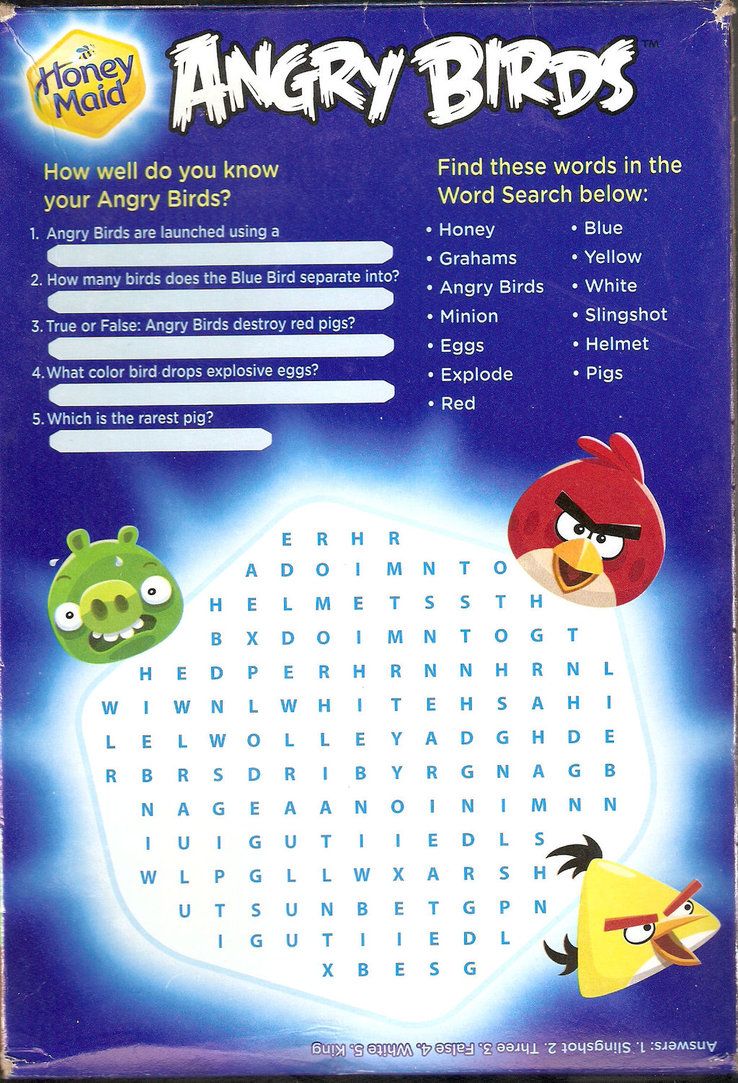 Honey
Maid
ANGRY BIRDS™
How well do you know
your Angry Birds?
1. Angry Birds are launched using a
2. How many birds does the Blue Bird separate into?
3. True or False: Angry Birds destroy red pigs?
4. What color bird drops explosive eggs?
5. Which is the rarest pig?
Find these words in the
Word Search below:
• Honey
• Grahams
• Angry Birds
• Minion
• Eggs
• Explode
• Red
• Blue
• Yellow
• White
• Slingshot
• Helmet
• Pigs
E R H R
A D O I M N T O
H E L M E T S S T H
B X D O I M N T O G T
H E D P E R H R N N H R N L
W I W N L W H I T E H S A H I
L E L W O L L E Y A D G H D E
R B R S D R I B Y R G N A G B
N A G E A A N O I N I M N N
I U I G U T I I E D L S
W L P G L L W X A R S H
U T S U N B E T G P N
I G U T I I E D L
X B E S G
Answers: 1. Slingshot 2. Three 3. False 4. White 5. King